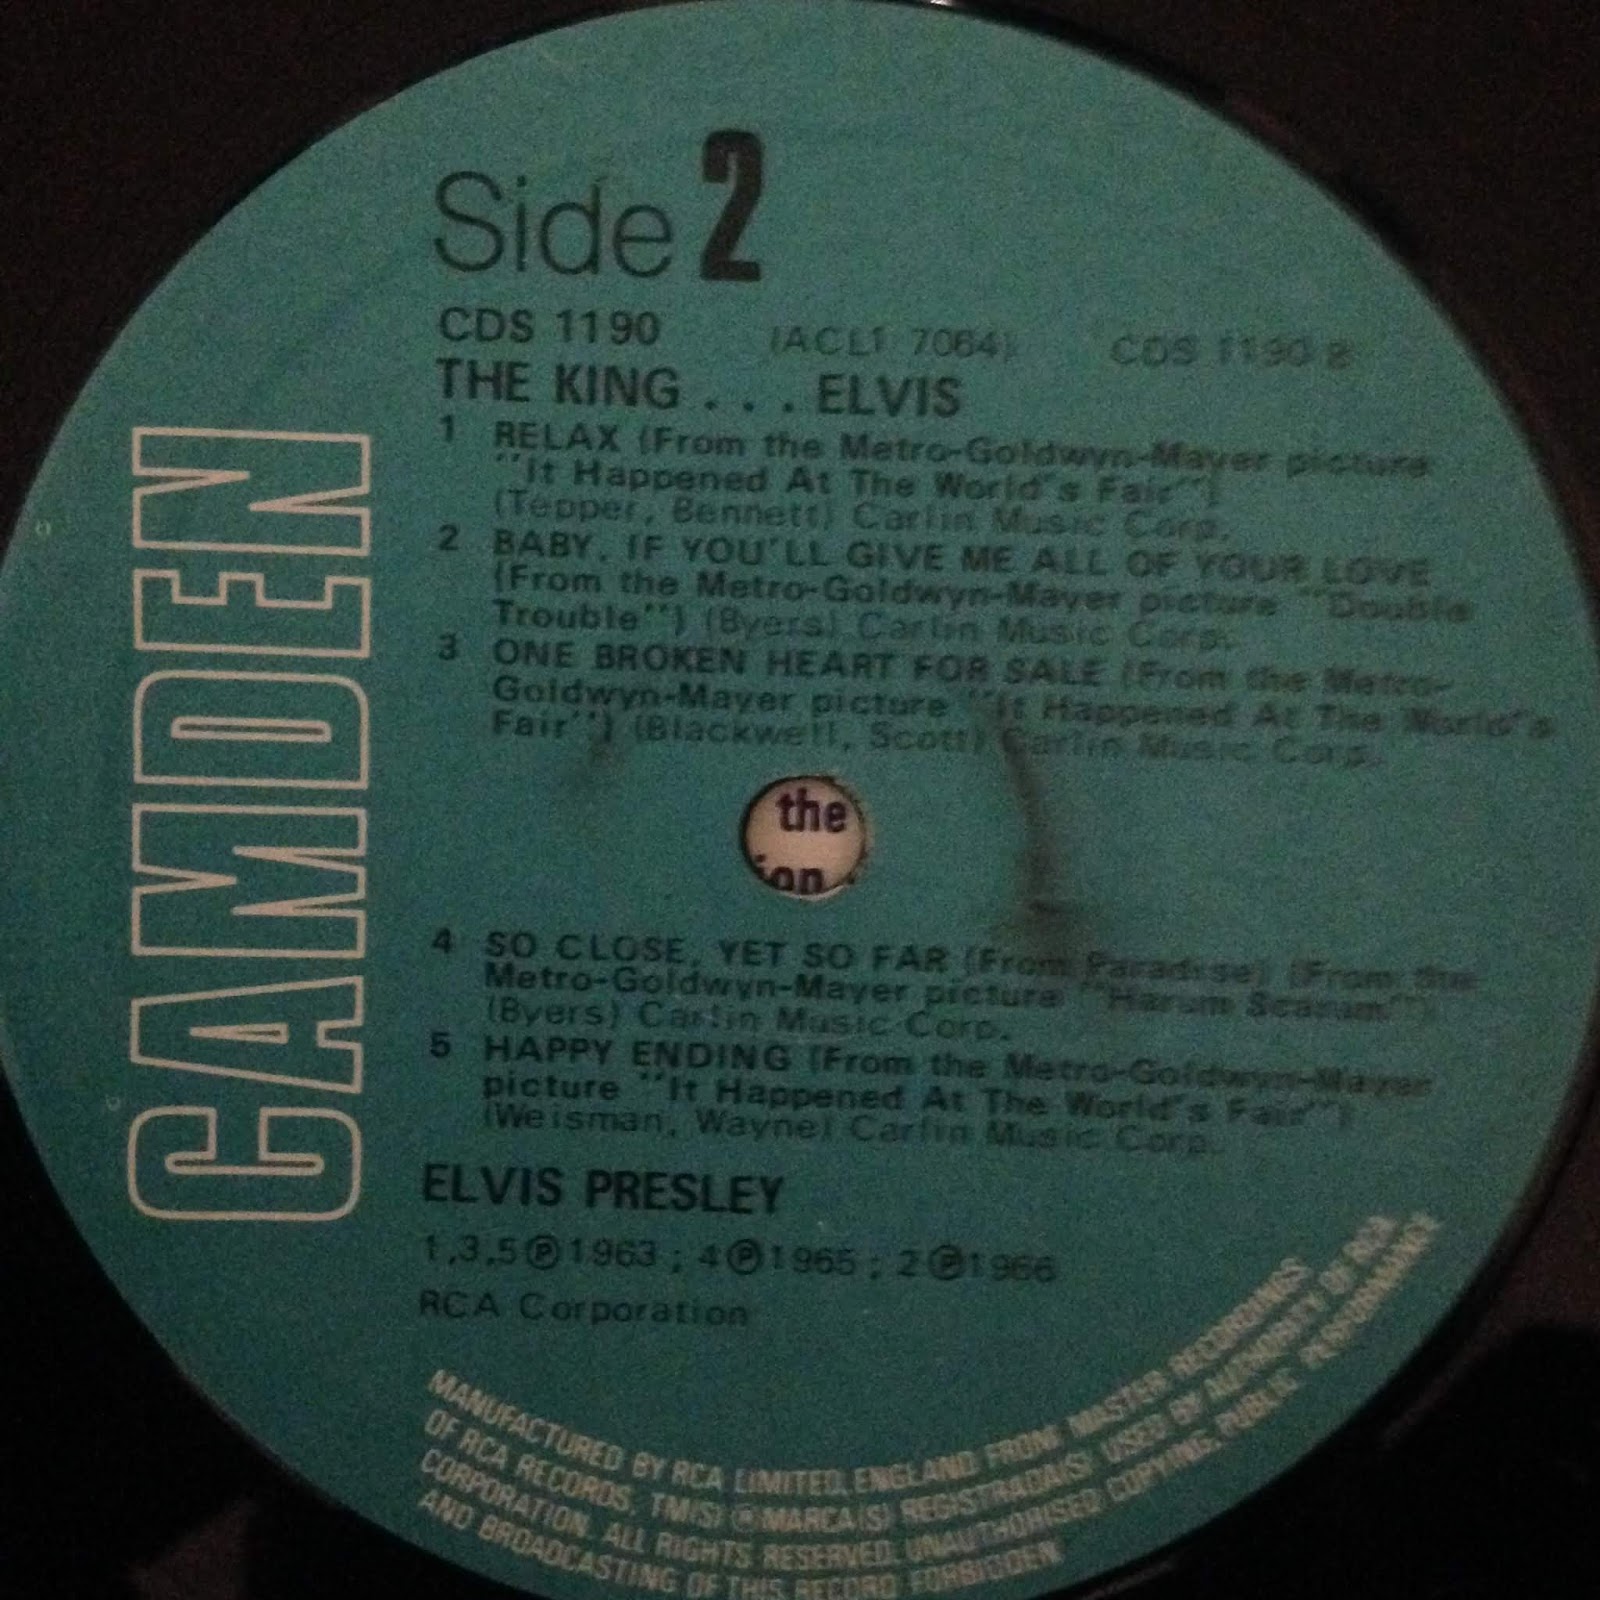 Side 2
CDS 1190 (ACL1 7064) CDS 1190 B
THE KING . . . ELVIS
1 RELAX (From the Metro-Goldwyn-Mayer picture
"It Happened At The World's Fair")
(Tepper, Bennett) Carlin Music Corp.
2 BABY, IF YOU'LL GIVE ME ALL OF YOUR LOVE
(From the Metro-Goldwyn-Mayer picture "Double
Trouble") (Byers) Carlin Music Corp.
3 ONE BROKEN HEART FOR SALE (From the Metro-
Goldwyn-Mayer picture "It Happened At The World's
Fair") (Blackwell, Scott) Carlin Music Corp.
the
ion
4 SO CLOSE, YET SO FAR (From Paradise) (From the
Metro-Goldwyn-Mayer picture "Harum Scarum")
(Byers) Carlin Music Corp.
5 HAPPY ENDING (From the Metro-Goldwyn-Mayer
picture "It Happened At The World's Fair")
(Weisman, Wayne) Carlin Music Corp.
ELVIS PRESLEY
1,3,5 Ⓟ 1963 ; 4 Ⓟ 1965 ; 2 Ⓟ 1966
RCA Corporation
CAMDEN
MANUFACTURED BY RCA LIMITED, ENGLAND FROM MASTER RECORDINGS
OF RCA RECORDS, TM(S) ® MARCA(S) REGISTRADA(S) USED BY AUTHORITY OF RCA
CORPORATION. ALL RIGHTS RESERVED. UNAUTHORISED COPYING, PUBLIC PERFORMANCE
AND BROADCASTING OF THIS RECORD FORBIDDEN